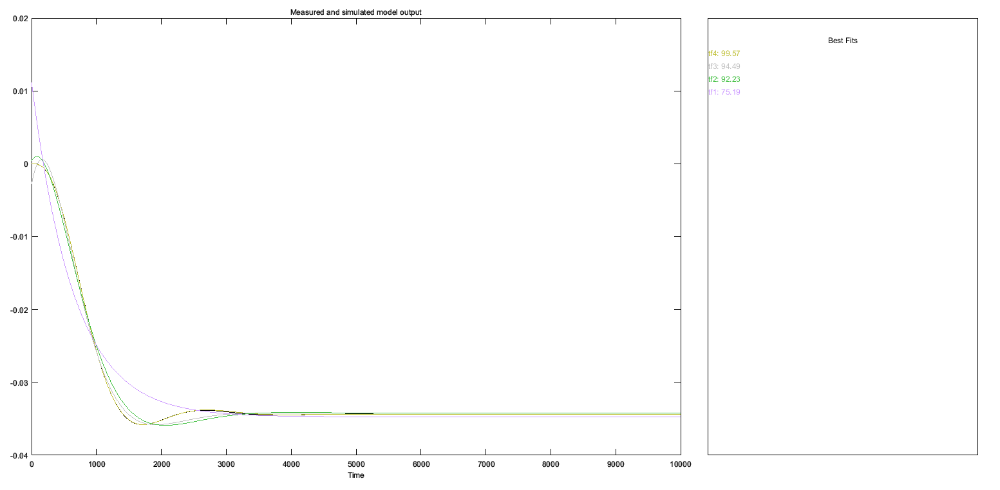 Measured and simulated model output
0.02
0.01
0
-0.01
-0.02
-0.03
-0.04
0 1000 2000 3000 4000 5000 6000 7000 8000 9000 10000
Time
Best Fits
tf4: 99.57
tf3: 94.49
tf2: 92.23
tf1: 75.19